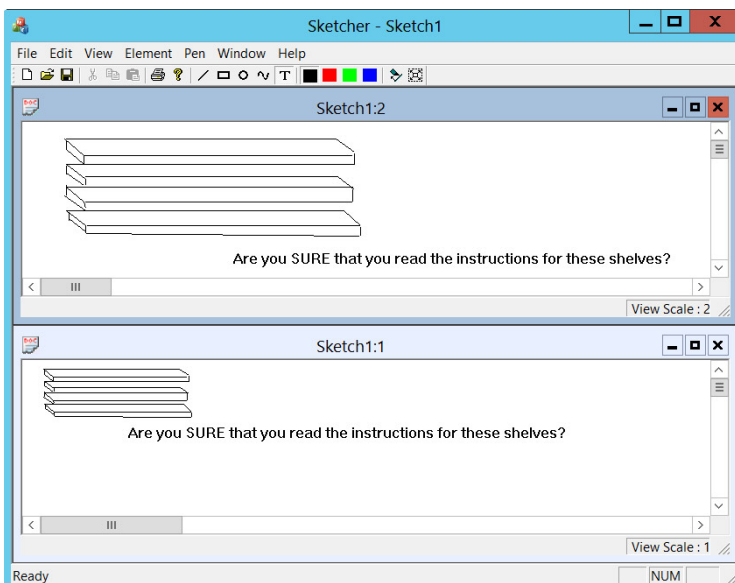 Sketcher - Sketch1
File Edit View Element Pen Window Help
T
Sketch1:2
Are you SURE that you read the instructions for these shelves?
View Scale : 2
Sketch1:1
Are you SURE that you read the instructions for these shelves?
View Scale : 1
Ready NUM